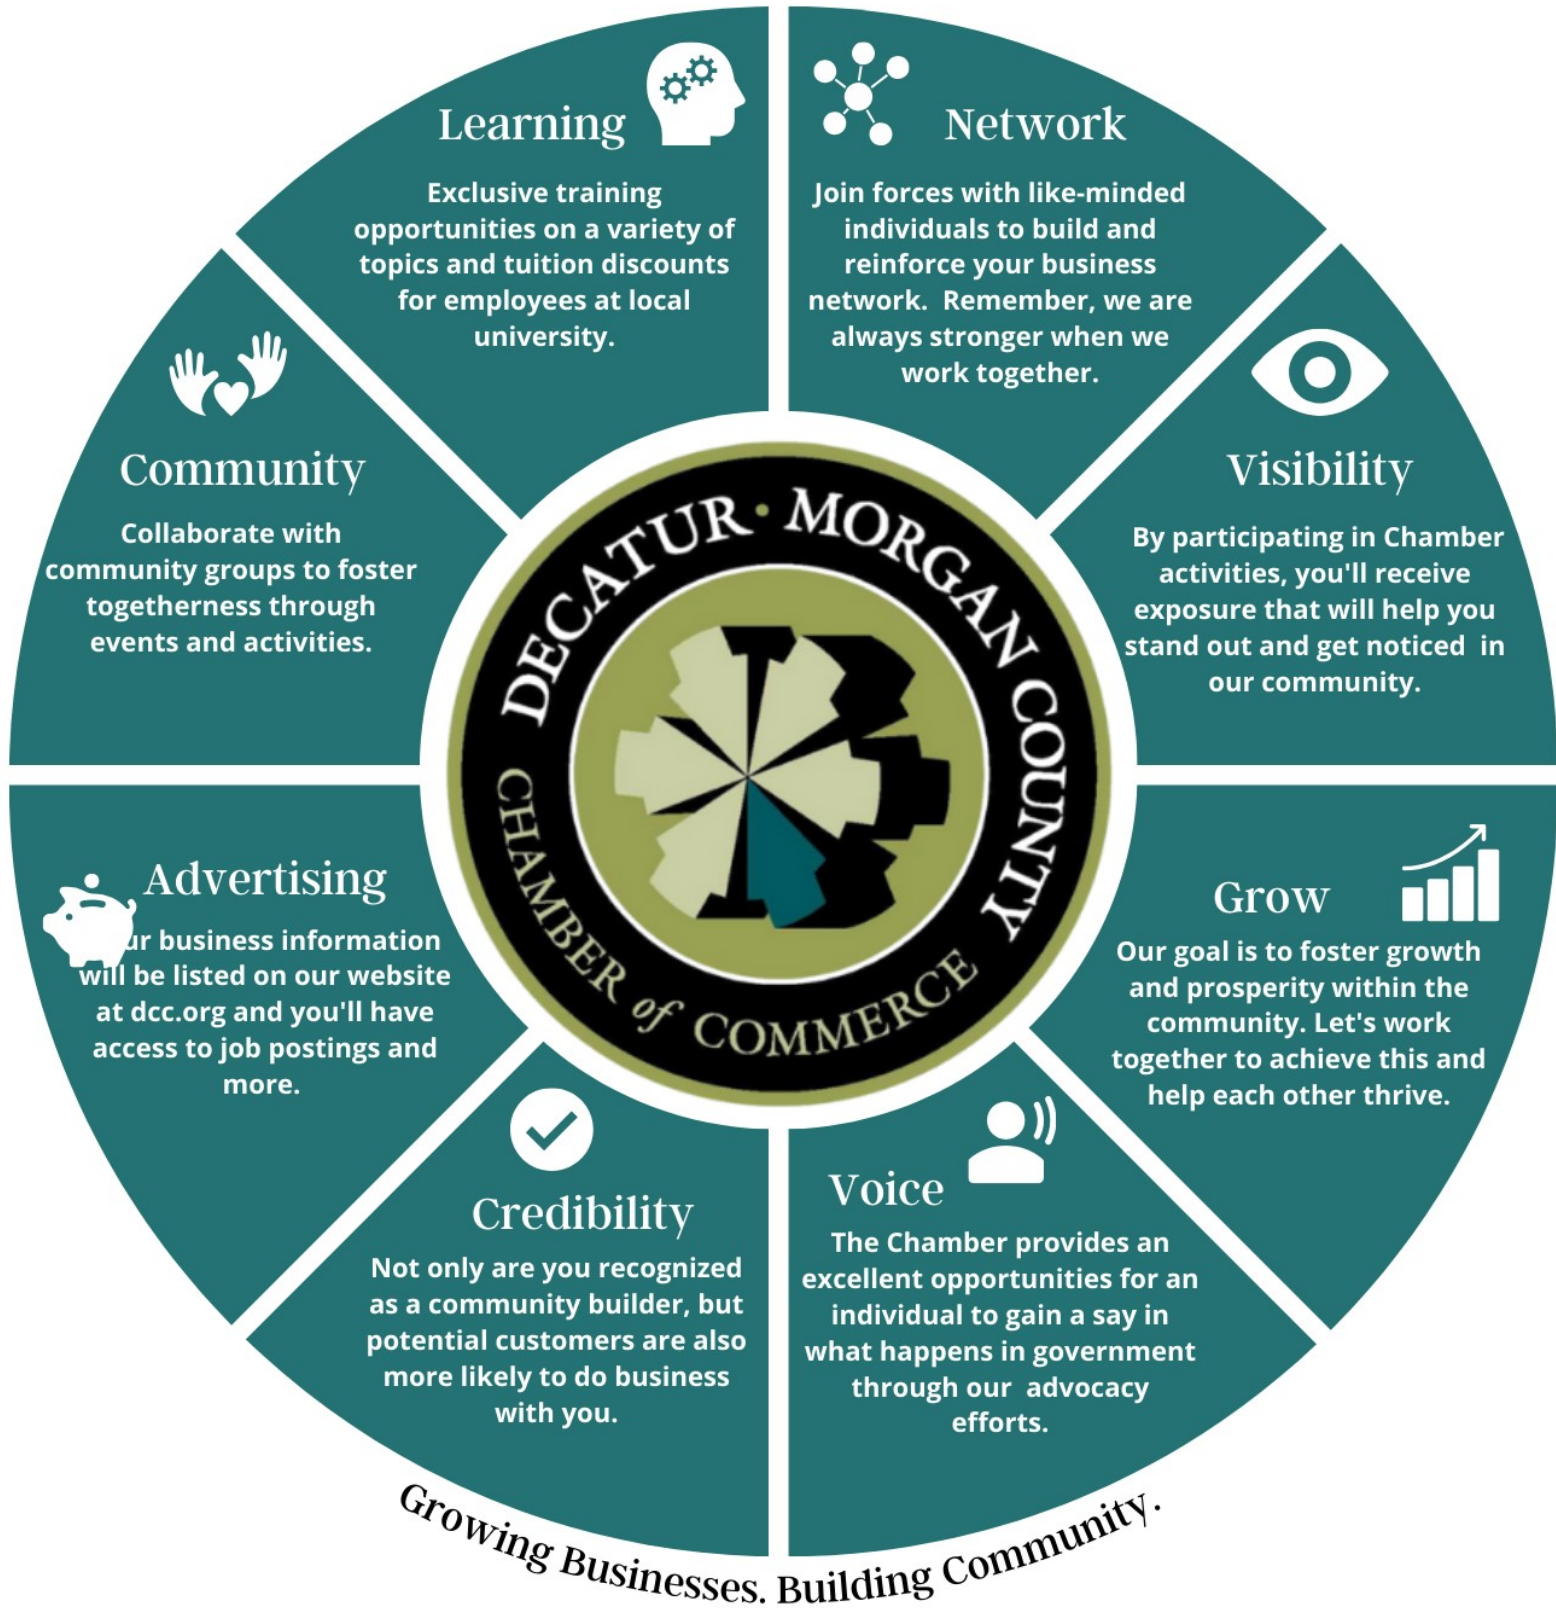 Learning
Exclusive training
opportunities on a variety of
topics and tuition discounts
for employees at local
university.
Network
Join forces with like-minded
individuals to build and
reinforce your business
network.  Remember, we are
always stronger when we
work together.
Visibility
By participating in Chamber
activities, you'll receive
exposure that will help you
stand out and get noticed  in
our community.
Grow
Our goal is to foster growth
and prosperity within the
community. Let's work
together to achieve this and
help each other thrive.
Voice
The Chamber provides an
excellent opportunities for an
individual to gain a say in
what happens in government
through our  advocacy
efforts.
Credibility
Not only are you recognized
as a community builder, but
potential customers are also
more likely to do business
with you.
Advertising
business information
will be listed on our website
at dcc.org and you'll have
access to job postings and
more.
Community
Collaborate with
community groups to foster
togetherness through
events and activities.
DECATUR · MORGAN COUNTY
CHAMBER of COMMERCE
Growing Businesses. Building Community.